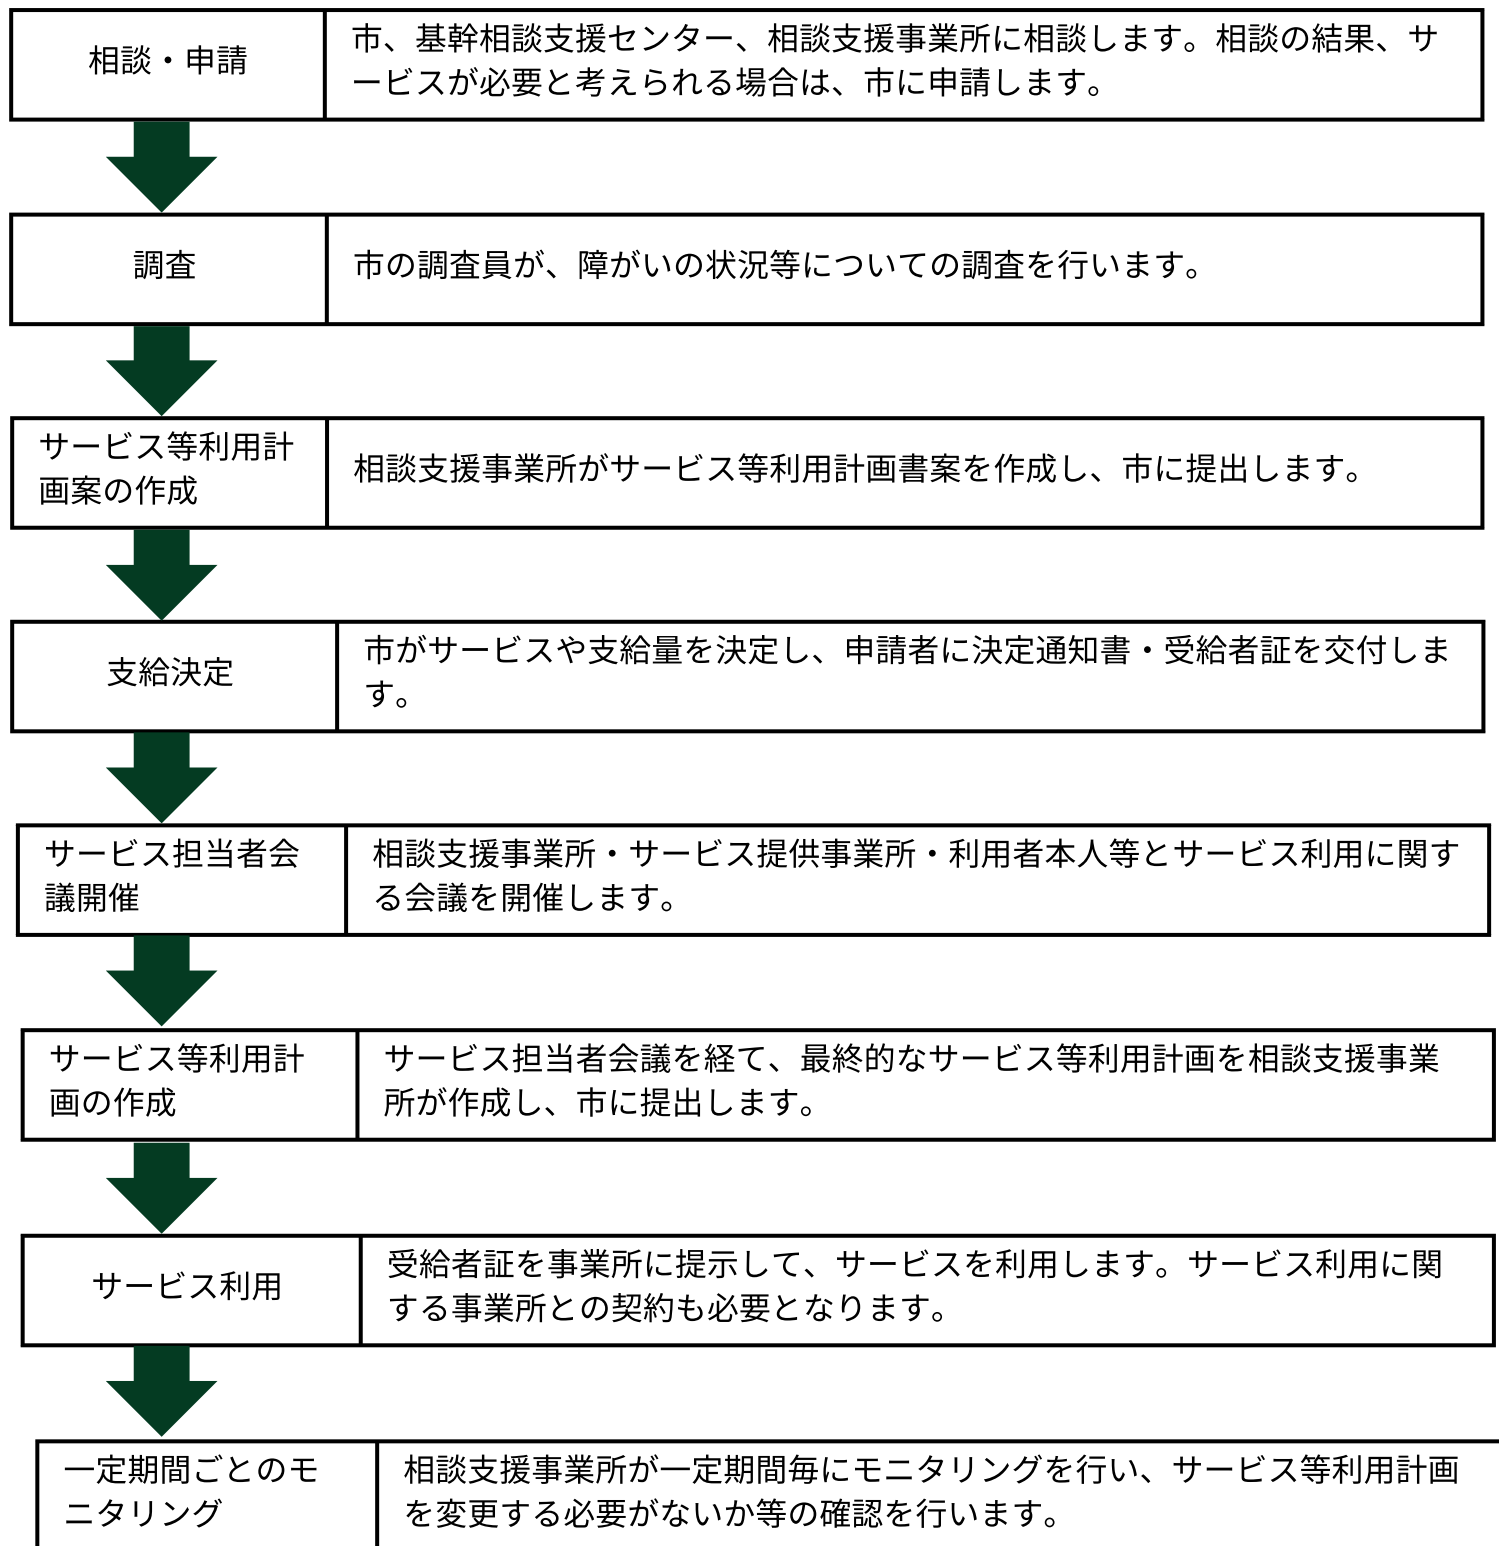 相談・申請
市、基幹相談支援センター、相談支援事業所に相談します。相談の結果、サ
ービスが必要と考えられる場合は、市に申請します。
調査
市の調査員が、障がいの状況等についての調査を行います。
サービス等利用計
画案の作成
相談支援事業所がサービス等利用計画書案を作成し、市に提出します。
支給決定
市がサービスや支給量を決定し、申請者に決定通知書・受給者証を交付しま
す。
サービス担当者会
議開催
相談支援事業所・サービス提供事業所・利用者本人等とサービス利用に関す
る会議を開催します。
サービス等利用計
画の作成
サービス担当者会議を経て、最終的なサービス等利用計画を相談支援事業
所が作成し、市に提出します。
サービス利用
受給者証を事業所に提示して、サービスを利用します。サービス利用に関
する事業所との契約も必要となります。
一定期間ごとのモ
ニタリング
相談支援事業所が一定期間毎にモニタリングを行い、サービス等利用計画
を変更する必要がないか等の確認を行います。